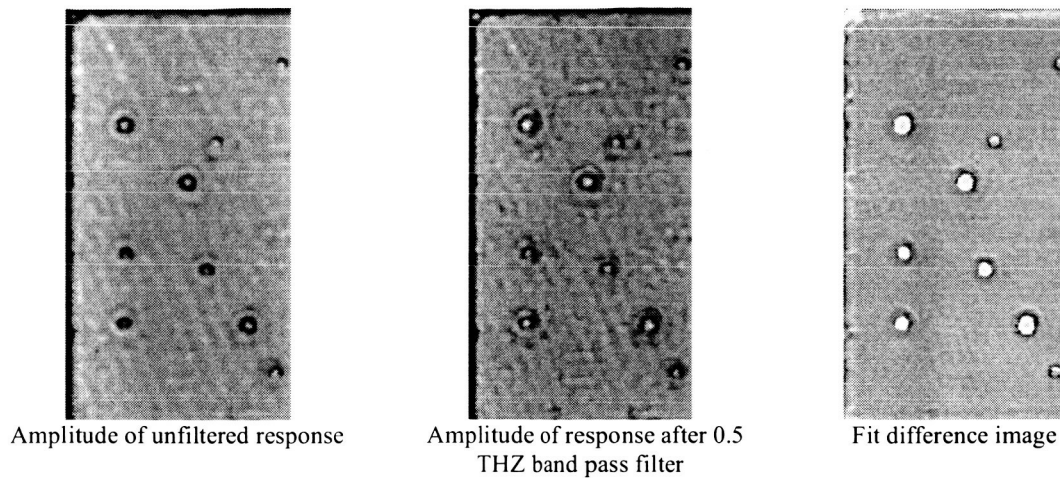 Amplitude of unfiltered response
Amplitude of response after 0.5
THZ band pass filter
Fit difference image